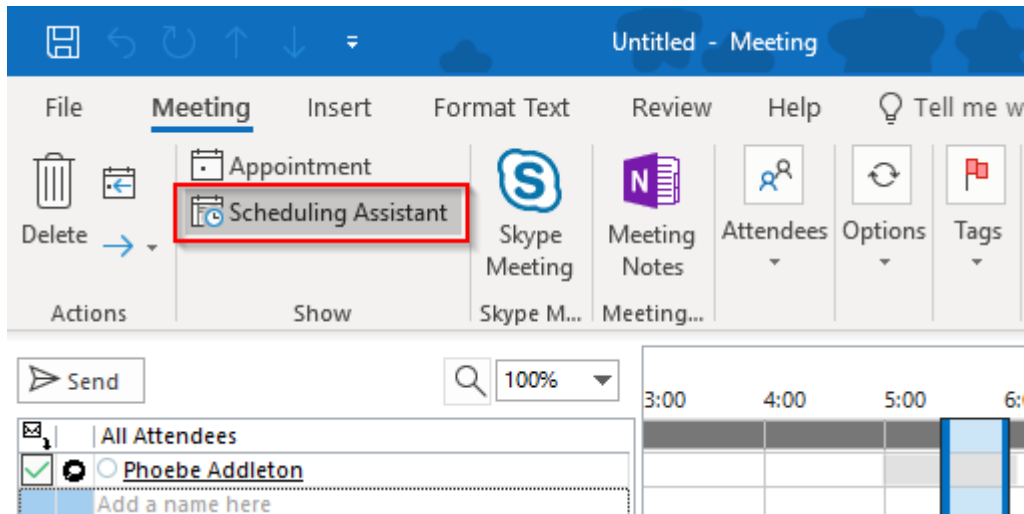 Untitled - Meeting
File Meeting Insert Format Text Review Help Tell me w
Appointment
Scheduling Assistant
Delete
Skype Meeting
Meeting Notes
Attendees
Options
Tags
Actions
Show
Skype M...
Meeting...
Send
100%
3:00 4:00 5:00 6:
All Attendees
Phoebe Addleton
Add a name here